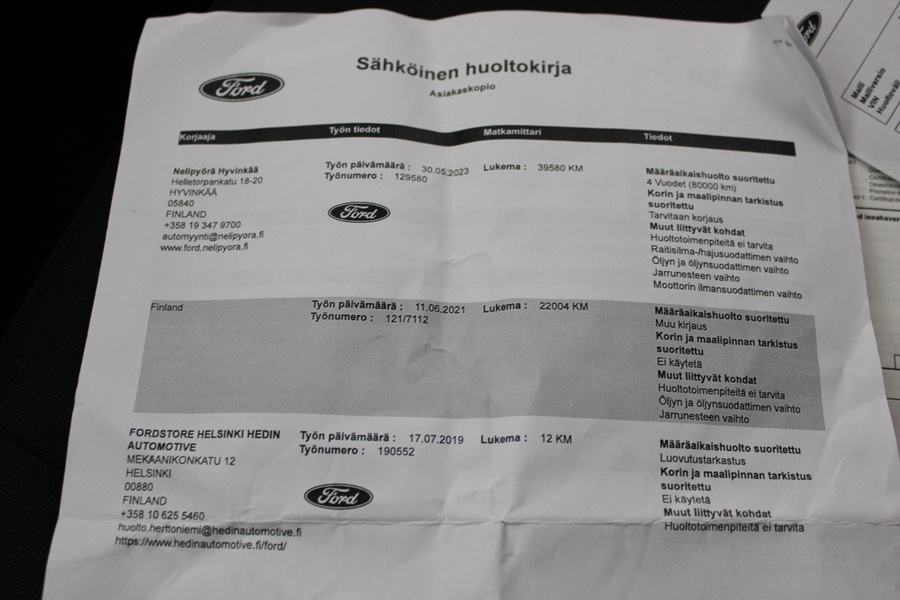 Ford
Sähköinen huoltokirja
Asiakaskopio
Korjaaja Työn tiedot Matkamittari Tiedot
Nelipyörä Hyvinkää
Helletorpankatu 18-20
HYVINKÄÄ
05840
FINLAND
+358 19 347 9700
automyynti@nelipyora.fi
www.ford.nelipyora.fi
Työn päivämäärä : 30.05.2023
Työnumero : 129580
Ford
Lukema : 39580 KM
Määräaikaishuolto suoritettu
4 Vuodet (80000 km)
Korin ja maalipinnan tarkistus
suoritettu
Tarvitaan korjaus
Muut liittyvät kohdat
Huoltotoimenpiteitä ei tarvita
Raitisilma-/hajusuodattimen vaihto
Öljyn ja öljynsuodattimen vaihto
Jarrunesteen vaihto
Moottorin ilmansuodattimen vaihto
Finland
Työn päivämäärä : 11.06.2021
Työnumero : 121/7112
Lukema : 22004 KM
Määräaikaishuolto suoritettu
Muu kirjaus
Korin ja maalipinnan tarkistus
suoritettu
Ei käytetä
Muut liittyvät kohdat
Huoltotoimenpiteitä ei tarvita
Öljyn ja öljynsuodattimen vaihto
Jarrunesteen vaihto
FORDSTORE HELSINKI HEDIN
AUTOMOTIVE
MEKAANIKONKATU 12
HELSINKI
00880
FINLAND
+358 10 625 5460
huolto.herttoniemi@hedinautomotive.fi
https://www.hedinautomotive.fi/ford/
Työn päivämäärä : 17.07.2019
Työnumero : 190552
Ford
Lukema : 12 KM
Määräaikaishuolto suoritettu
Luovutustarkastus
Korin ja maalipinnan tarkistus
suoritettu
Ei käytetä
Muut liittyvät kohdat
Huoltotoimenpiteitä ei tarvita
Ford
Malli
Malliversio
VIN